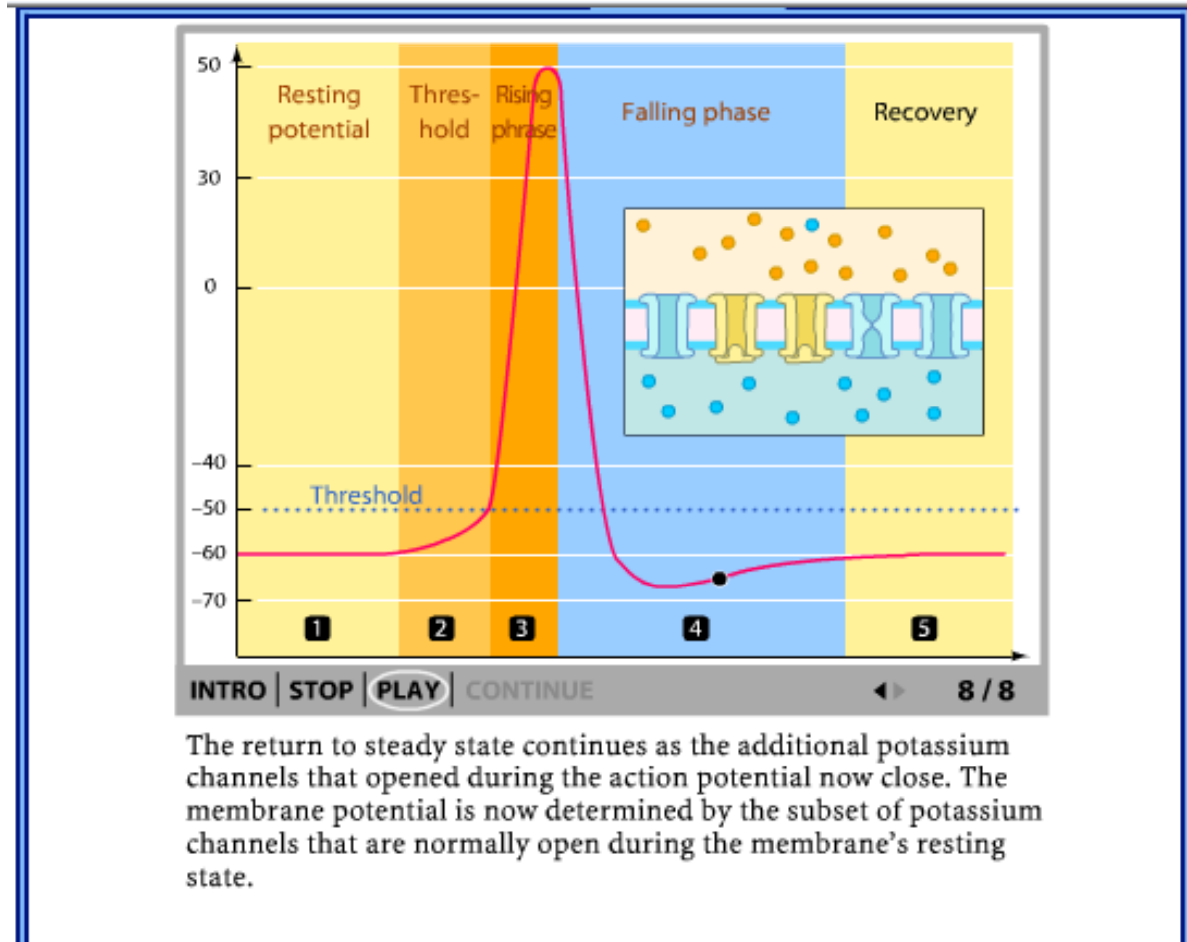 50
Resting potential
Thres-hold
Rising phrase
Falling phase
Recovery
30
0
–40
Threshold
–50
–60
–70
1 2 3 4 5
INTRO | STOP | PLAY | CONTINUE 8 / 8
The return to steady state continues as the additional potassium
channels that opened during the action potential now close. The
membrane potential is now determined by the subset of potassium
channels that are normally open during the membrane’s resting
state.